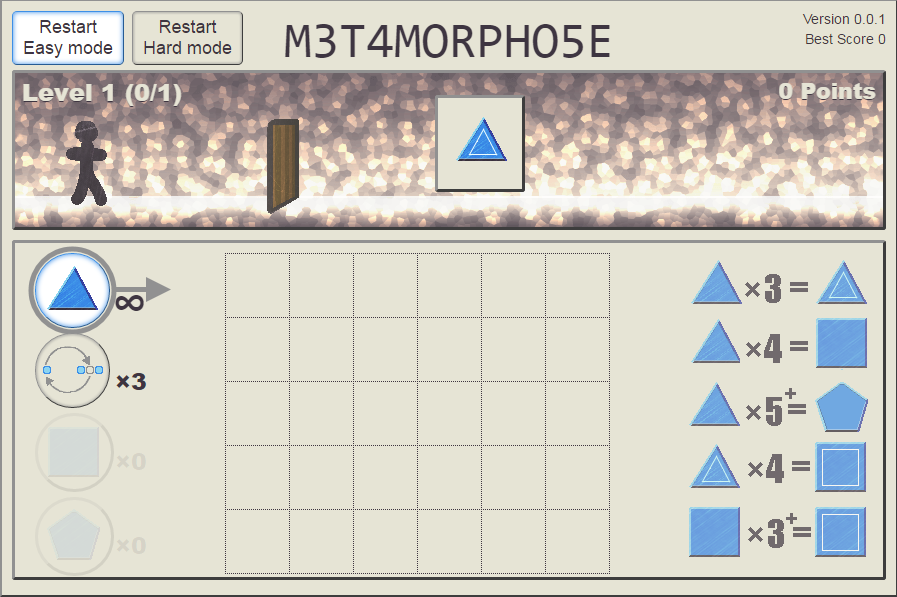 Restart
Easy mode
Restart
Hard mode
M3T4MORPHO5E
Version 0.0.1
Best Score 0
Level 1 (0/1)
0 Points
∞
×3
×0
×0
×3 =
×4 =
×5+=
×4 =
×3+=